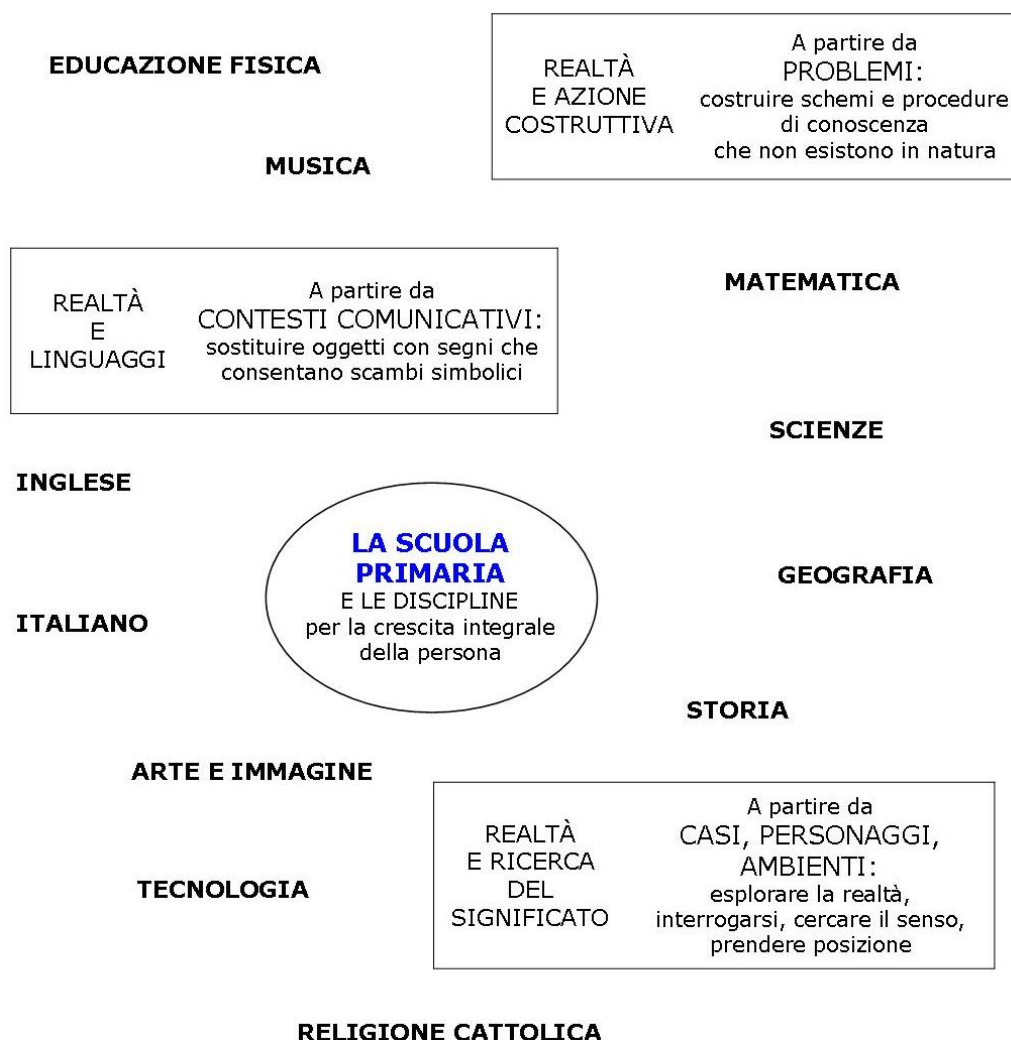 EDUCAZIONE FISICA
REALTÀ
E AZIONE
COSTRUTTIVA
A partire da
PROBLEMI:
costruire schemi e procedure
di conoscenza
che non esistono in natura
MUSICA
REALTÀ
E
LINGUAGGI
A partire da
CONTESTI COMUNICATIVI:
sostituire oggetti con segni che
consentano scambi simbolici
MATEMATICA
SCIENZE
INGLESE
LA SCUOLA
PRIMARIA
E LE DISCIPLINE
per la crescita integrale
della persona
GEOGRAFIA
ITALIANO
STORIA
ARTE E IMMAGINE
REALTÀ
E RICERCA
DEL
SIGNIFICATO
A partire da
CASI, PERSONAGGI,
AMBIENTI:
esplorare la realtà,
interrogarsi, cercare il senso,
prendere posizione
TECNOLOGIA
RELIGIONE CATTOLICA